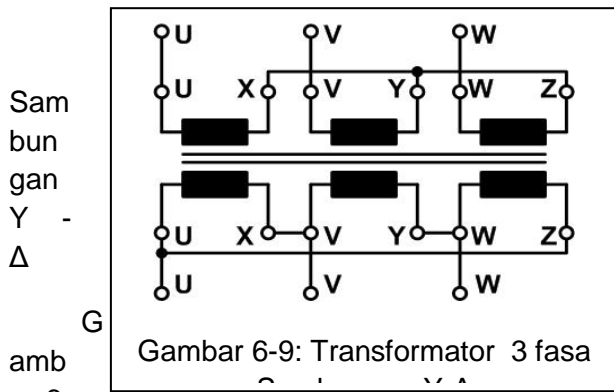 Sam
bun
gan
Y -
Δ
G
amb
U V W
U X V Y W Z
U X V Y W Z
U V W
Gambar 6-9: Transformator 3 fasa